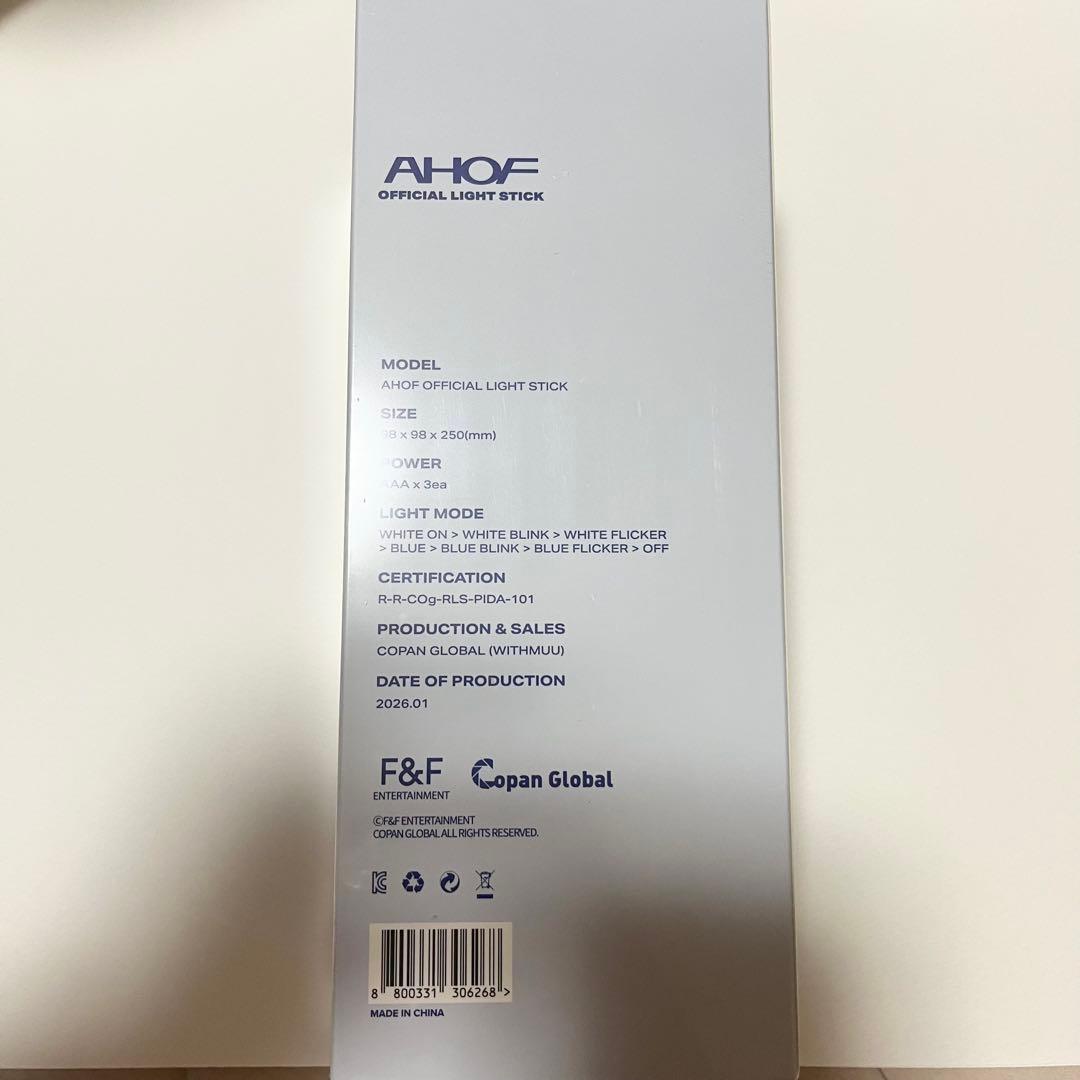 AHOF
OFFICIAL LIGHT STICK
MODEL
AHOF OFFICIAL LIGHT STICK
SIZE
98 x 98 x 250(mm)
POWER
AAA x 3ea
LIGHT MODE
WHITE ON > WHITE BLINK > WHITE FLICKER
> BLUE > BLUE BLINK > BLUE FLICKER > OFF
CERTIFICATION
R-R-COg-RLS-PIDA-101
PRODUCTION & SALES
COPAN GLOBAL (WITHMUU)
DATE OF PRODUCTION
2026.01
F&F
ENTERTAINMENT
Copan Global
©F&F ENTERTAINMENT
COPAN GLOBAL ALL RIGHTS RESERVED.
8 800331 306268 >
MADE IN CHINA